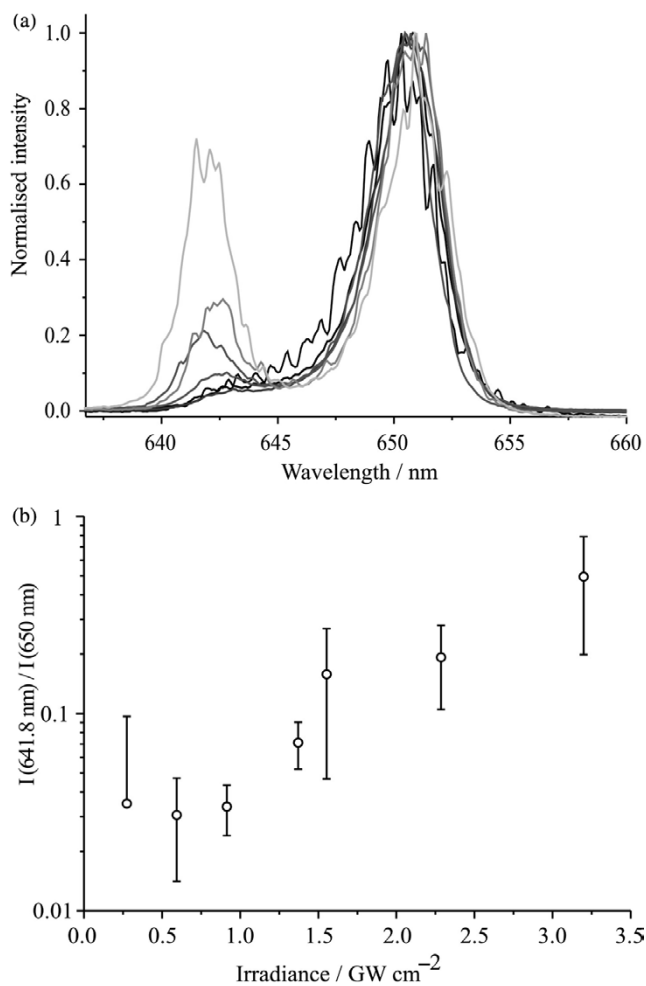 (a)
Normalised intensity
1.0
0.8
0.6
0.4
0.2
0.0
640 645 650 655 660
Wavelength / nm
(b)
I(641.8 nm) / I(650 nm)
1
0.1
0.01
0.0 0.5 1.0 1.5 2.0 2.5 3.0 3.5
Irradiance / GW cm⁻²